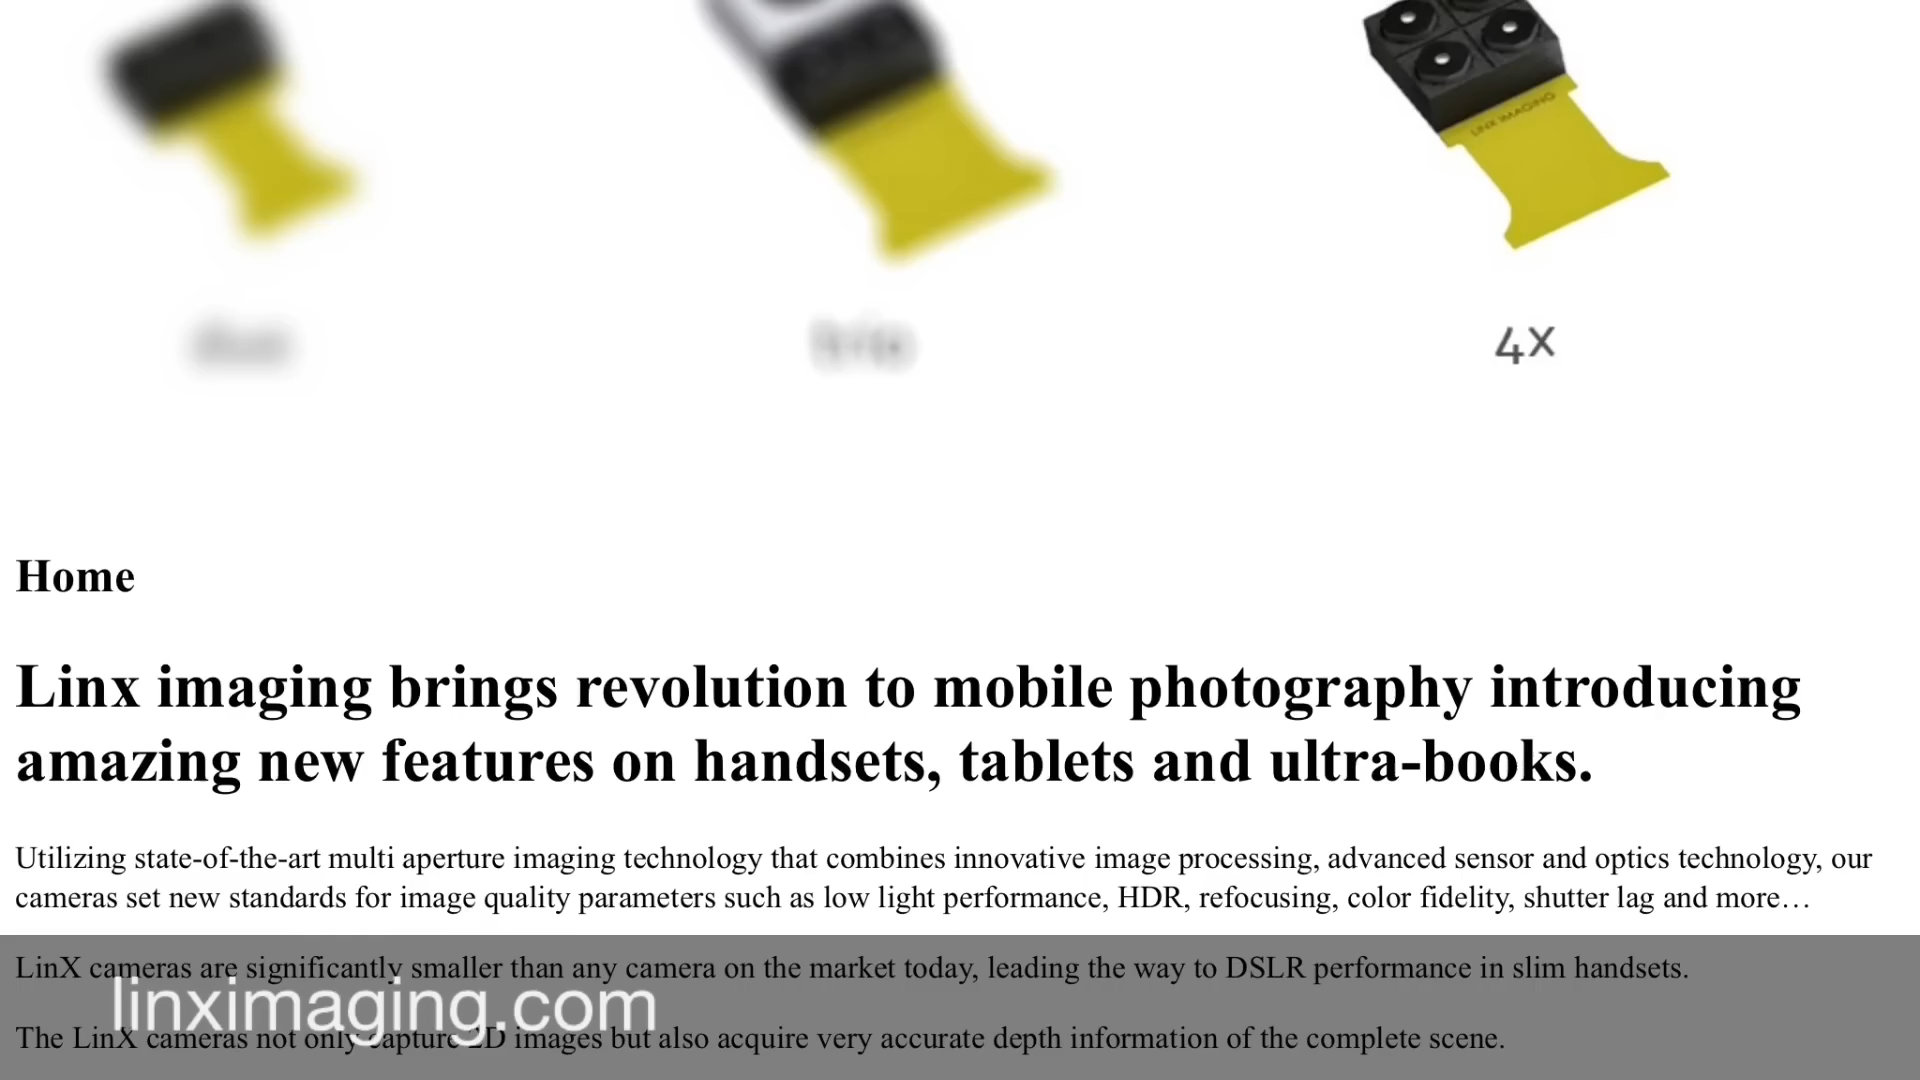 LINX IMAGING
4X
Home
Linx imaging brings revolution to mobile photography introducing
amazing new features on handsets, tablets and ultra-books.
Utilizing state-of-the-art multi aperture imaging technology that combines innovative image processing, advanced sensor and optics technology, our
cameras set new standards for image quality parameters such as low light performance, HDR, refocusing, color fidelity, shutter lag and more…
LinX cameras are significantly smaller than any camera on the market today, leading the way to DSLR performance in slim handsets.
linximaging.com
The LinX cameras not only capture 2D images but also acquire very accurate depth information of the complete scene.